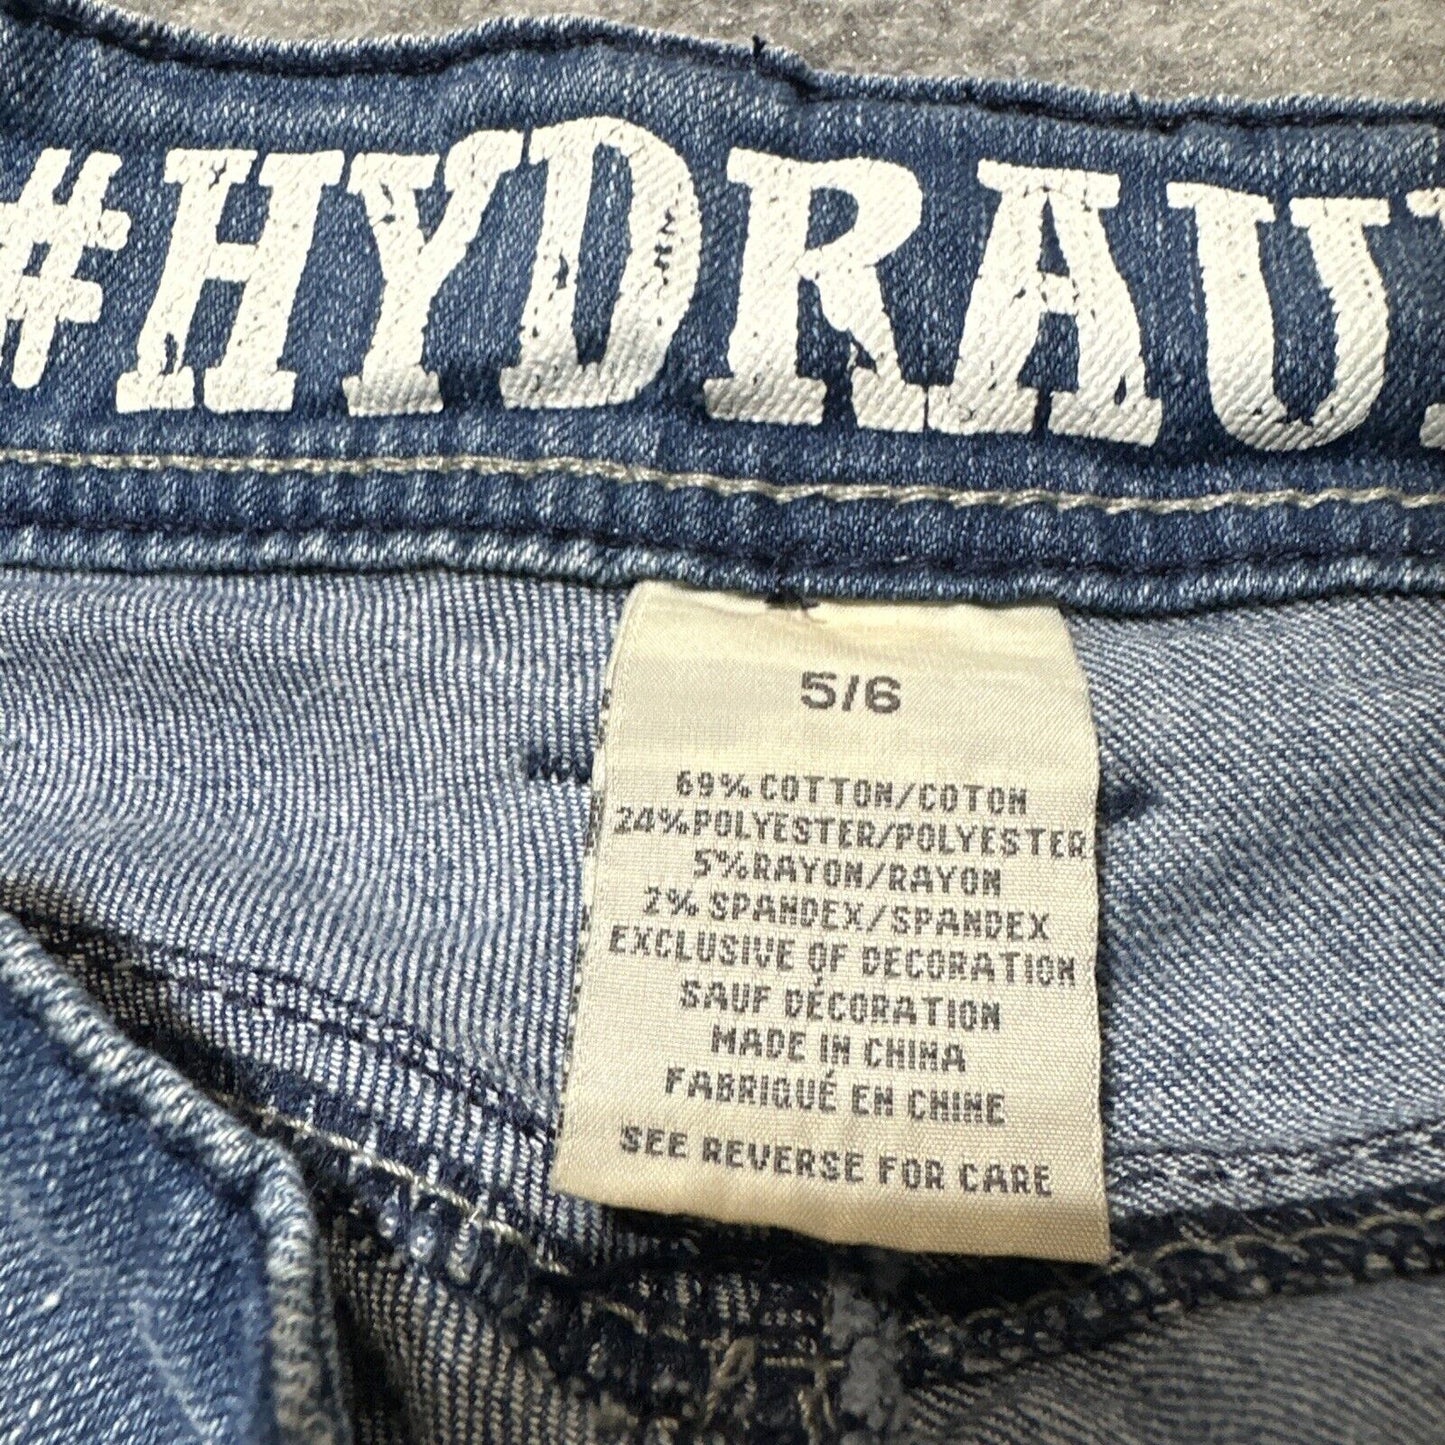 #HYDRAU
5/6
69% COTTON/COTON
24% POLYESTER/POLYESTER
5% RAYON/RAYON
2% SPANDEX/SPANDEX
EXCLUSIVE OF DECORATION
SAUF DÉCORATION
MADE IN CHINA
FABRIQUÉ EN CHINE
SEE REVERSE FOR CARE